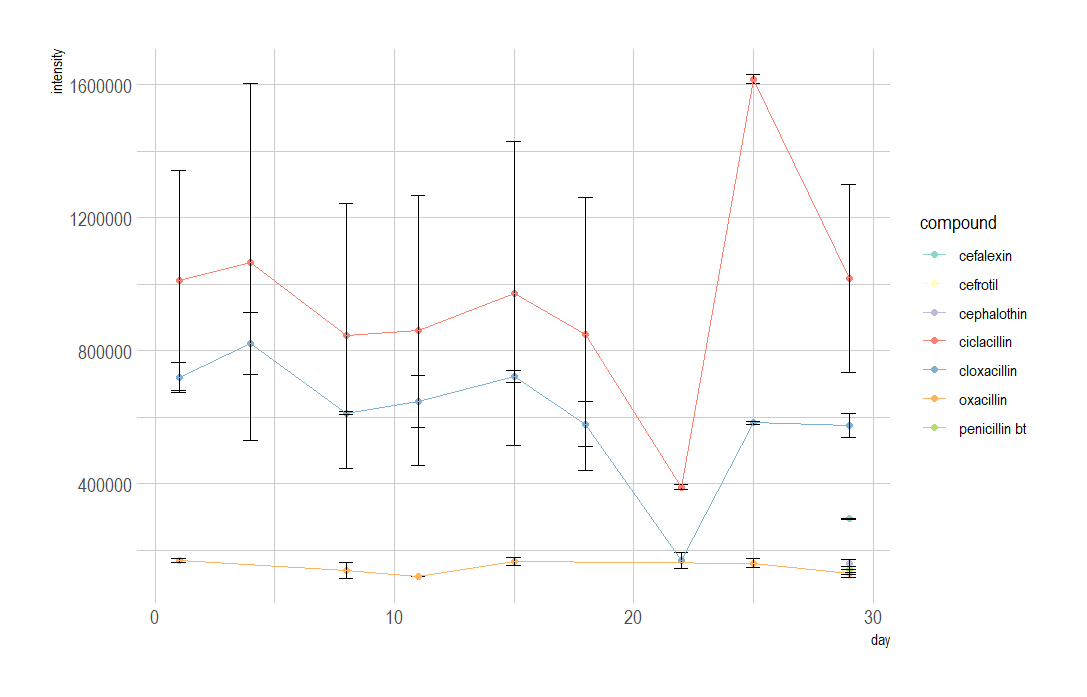 intensity
1600000
1200000
800000
400000
0 10 20 30
day
compound
cefalexin
cefrotil
cephalothin
ciclacillin
cloxacillin
oxacillin
penicillin bt